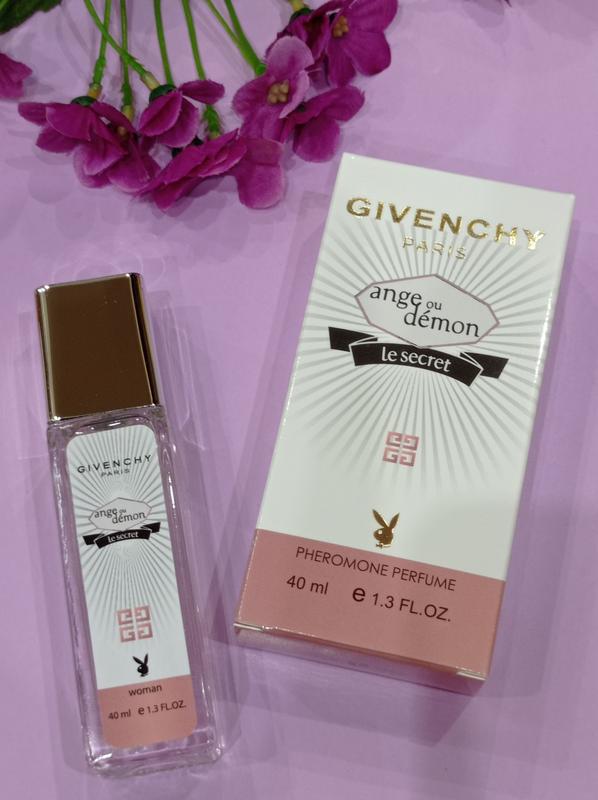 GIVENCHY
PARIS
ange ou
démon
le secret
PHEROMONE PERFUME
40 ml e 1.3 FL.OZ.
GIVENCHY
PARIS
ange ou
démon
le secret
woman
40 ml e 1.3 FL.OZ.